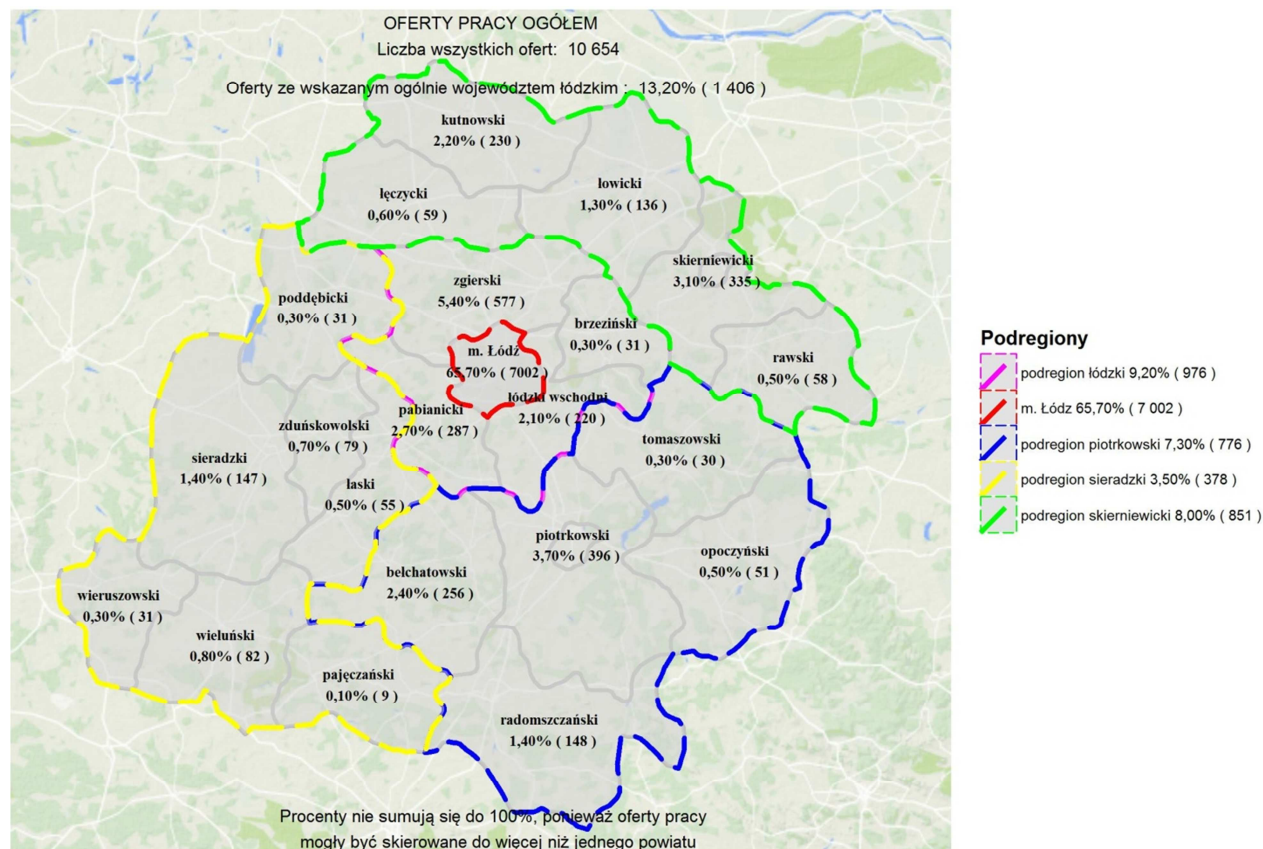 OFERTY PRACY OGÓŁEM
Liczba wszystkich ofert: 10 654
Oferty ze wskazanym ogólnie województem łódzkim : 13,20% ( 1 406 )
kutnowski
2,20% ( 230 )
łęczycki
0,60% ( 59 )
łowicki
1,30% ( 136 )
skierniewicki
3,10% ( 335 )
zgierski
5,40% ( 577 )
poddębicki
0,30% ( 31 )
brzeziński
0,30% ( 31 )
rawski
0,50% ( 58 )
m. Łódź
65,70% ( 7002 )
łódzki wschodni
2,10% ( 220 )
pabianicki
2,70% ( 287 )
zduńskowolski
0,70% ( 79 )
tomaszowski
0,30% ( 30 )
sieradzki
1,40% ( 147 )
łaski
0,50% ( 55 )
piotrkowski
3,70% ( 396 )
opoczyński
0,50% ( 51 )
bełchatowski
2,40% ( 256 )
wieruszowski
0,30% ( 31 )
wieluński
0,80% ( 82 )
pajęczański
0,10% ( 9 )
radomszczański
1,40% ( 148 )
Procenty nie sumują się do 100%, ponieważ oferty pracy
mogły być skierowane do więcej niż jednego powiatu
Podregiony
podregion łódzki 9,20% ( 976 )
m. Łódz 65,70% ( 7 002 )
podregion piotrkowski 7,30% ( 776 )
podregion sieradzki 3,50% ( 378 )
podregion skierniewicki 8,00% ( 851 )